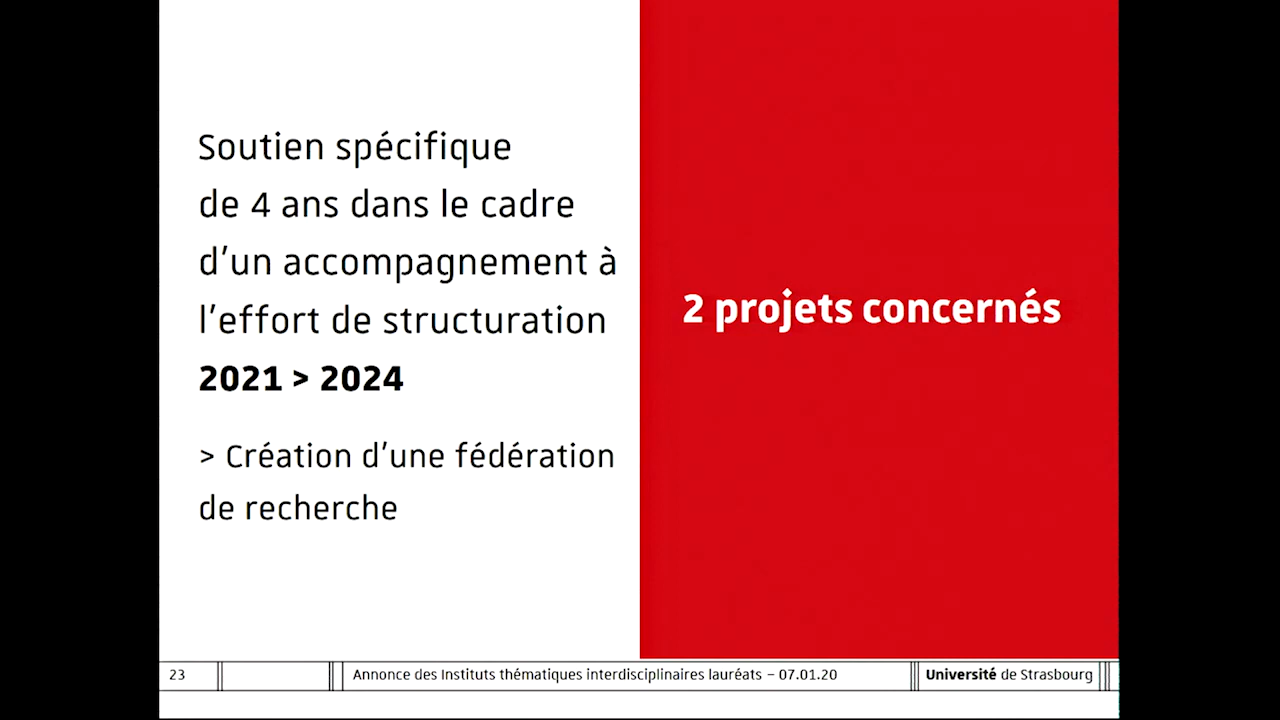 Soutien spécifique
de 4 ans dans le cadre
d’un accompagnement à
l’effort de structuration
2021 > 2024
> Création d’une fédération
de recherche
2 projets concernés
23
Annonce des Instituts thématiques interdisciplinaires lauréats – 07.01.20
Université de Strasbourg